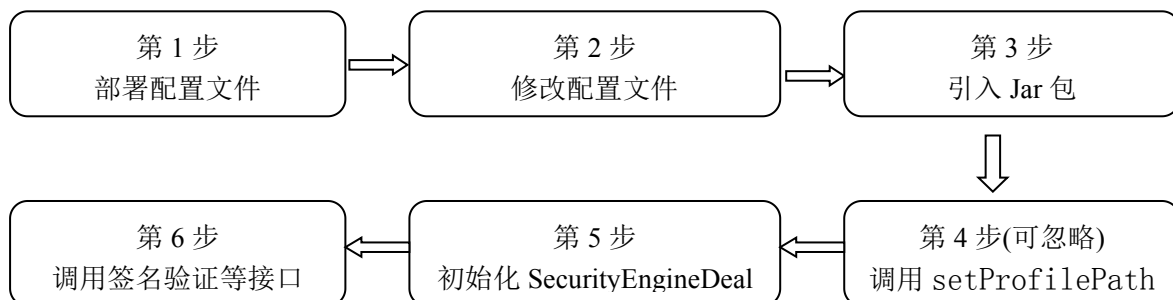 第 1 步
部署配置文件
第 2 步
修改配置文件
第 3 步
引入 Jar 包
第 4 步(可忽略)
调用 setProfilePath
第 5 步
初始化 SecurityEngineDeal
第 6 步
调用签名验证等接口